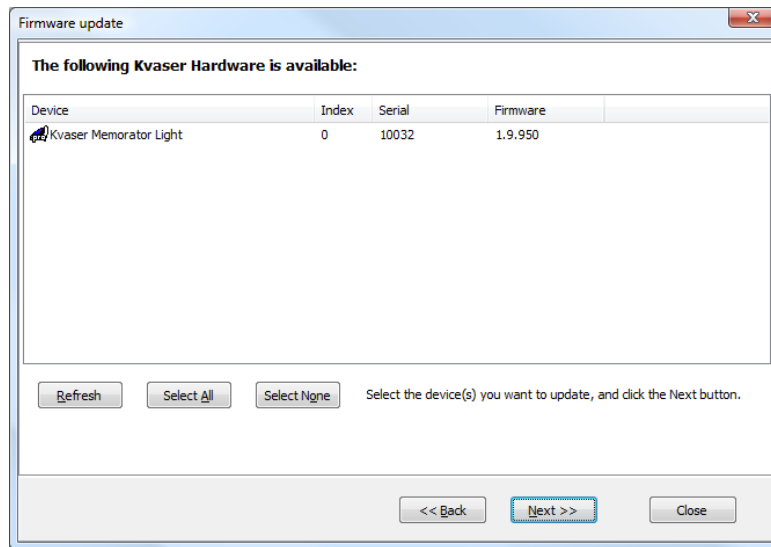 Firmware update
The following Kvaser Hardware is available:
Device Index Serial Firmware
Kvaser Memorator Light 0 10032 1.9.950
Refresh Select All Select None Select the device(s) you want to update, and click the Next button.
<< Back Next >> Close